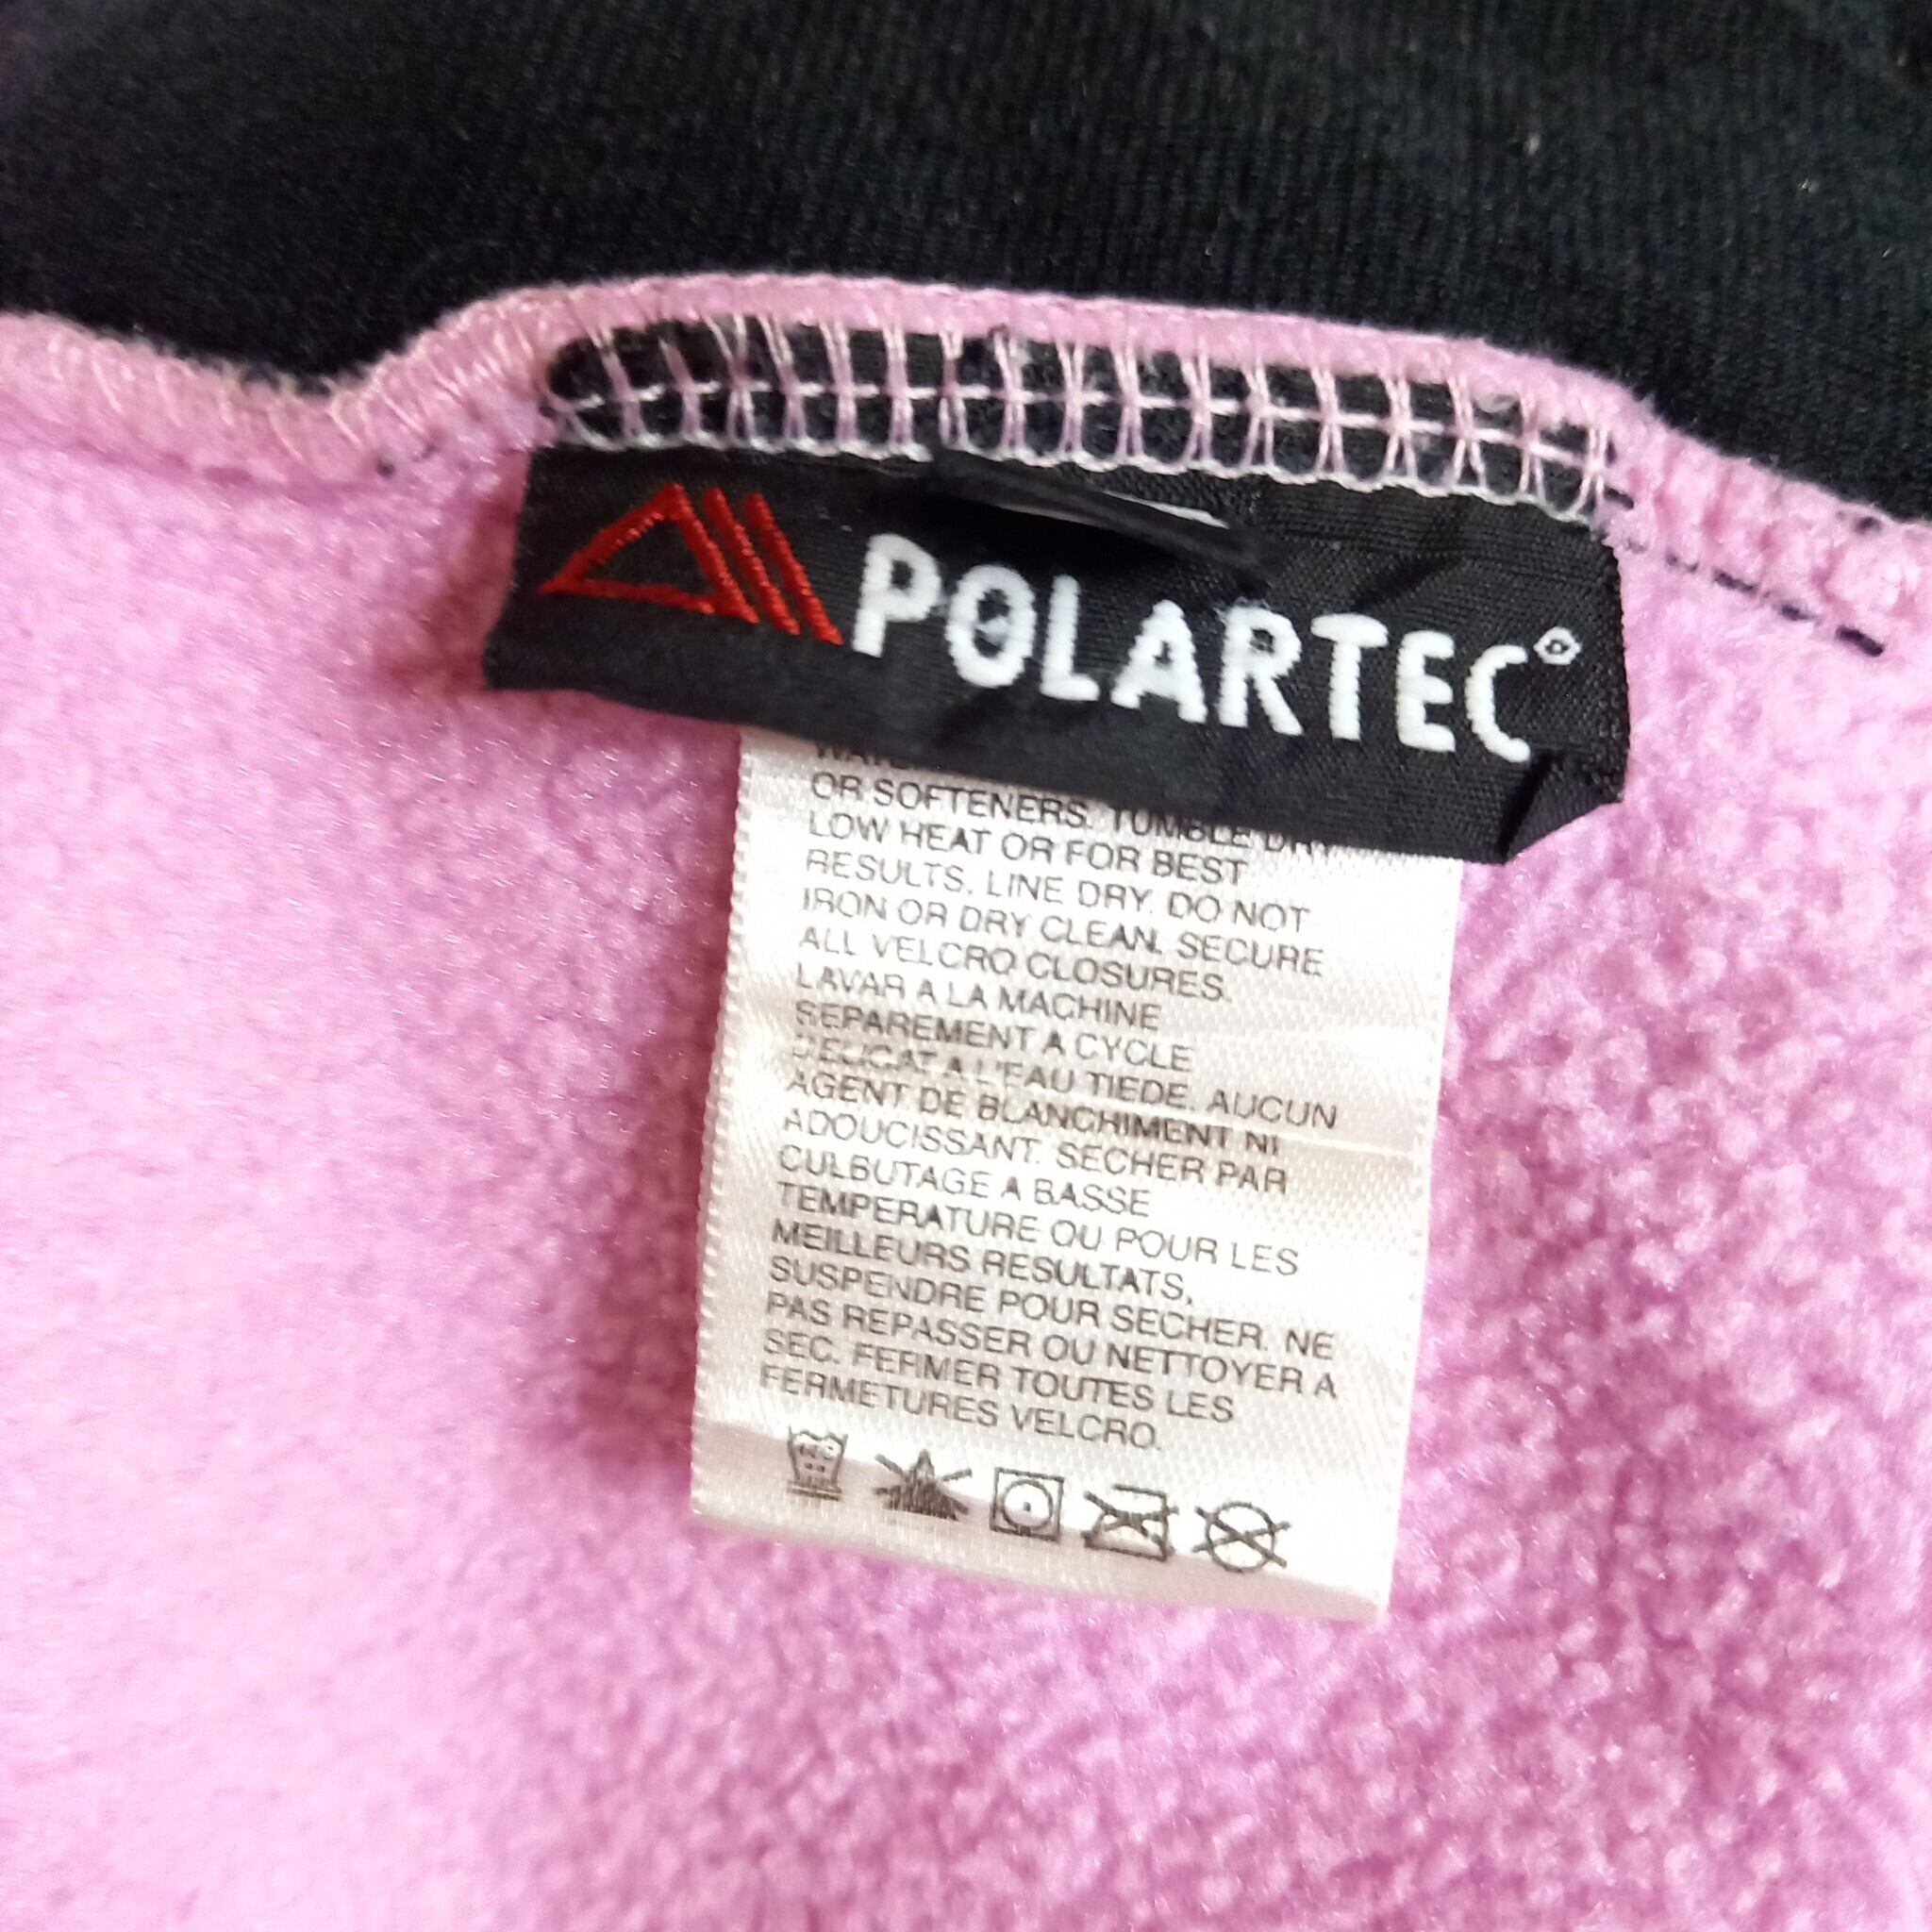 POLARTEC®
OR SOFTENERS. TUMBLE DRY
LOW HEAT OR FOR BEST
RESULTS, LINE DRY. DO NOT
IRON OR DRY CLEAN. SECURE
ALL VELCRO CLOSURES.
LAVAR A LA MACHINE
SEPAREMENT A CYCLE
DELICAT A L'EAU TIEDE. AUCUN
AGENT DE BLANCHIMENT NI
ADOUCISSANT. SECHER PAR
CULBUTAGE A BASSE
TEMPERATURE OU POUR LES
MEILLEURS RESULTATS,
SUSPENDRE POUR SECHER. NE
PAS REPASSER OU NETTOYER A
SEC. FERMER TOUTES LES
FERMETURES VELCRO.